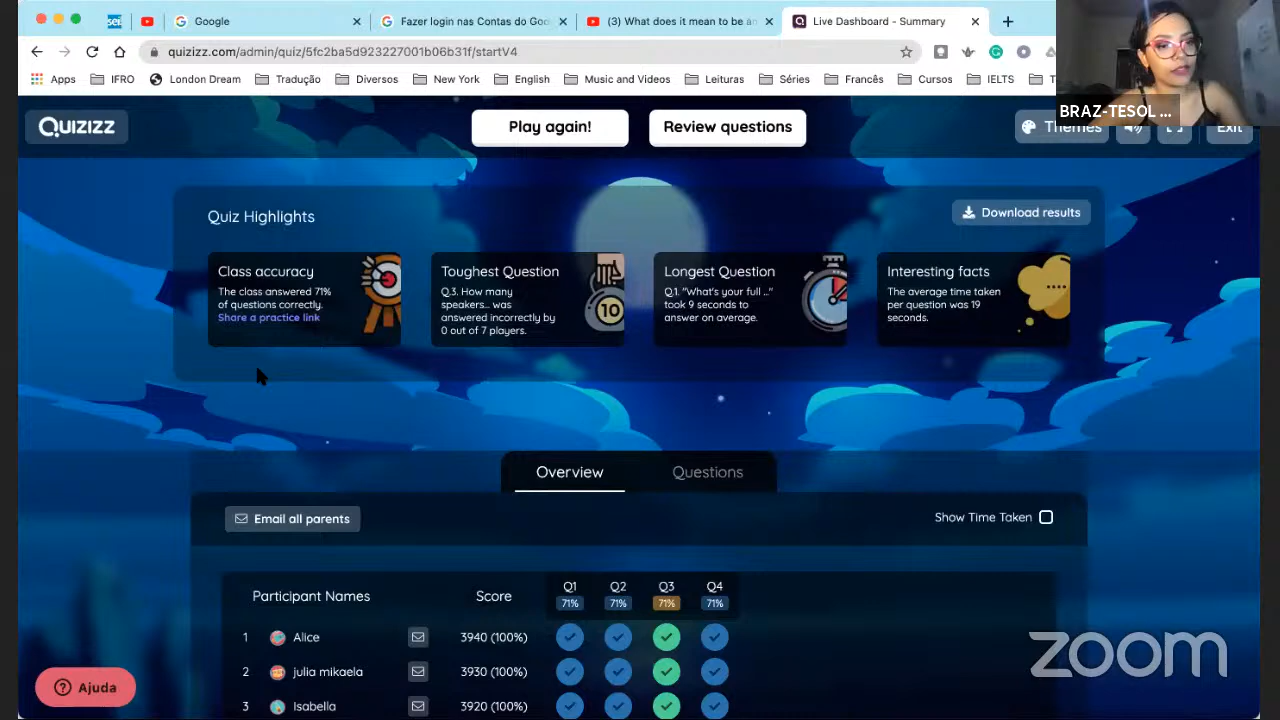 Google
Fazer login nas Contas do Goo
(3) What does it mean to be an
Live Dashboard - Summary
quizizz.com/admin/quiz/5fc2ba5d923227001b06b31f/startV4
Apps IFRO London Dream Tradução Diversos New York English Music and Videos Leituras Séries Francês Cursos IELTS T
BRAZ-TESOL ...
Quizizz
Play again!
Review questions
Themes
Exit
Quiz Highlights
Download results
Class accuracy
The class answered 71%
of questions correctly.
Share a practice link
Toughest Question
Q.3. How many
speakers... was
answered incorrectly by
0 out of 7 players.
10
Longest Question
Q.1. "What's your full ..."
took 9 seconds to
answer on average.
Interesting facts
The average time taken
per question was 19
seconds.
Overview
Questions
Email all parents
Show Time Taken
Participant Names Score Q1 Q2 Q3 Q4
71% 71% 71% 71%
1 Alice 3940 (100%)
2 julia mikaela 3930 (100%)
3 Isabella 3920 (100%)
Ajuda
zoom